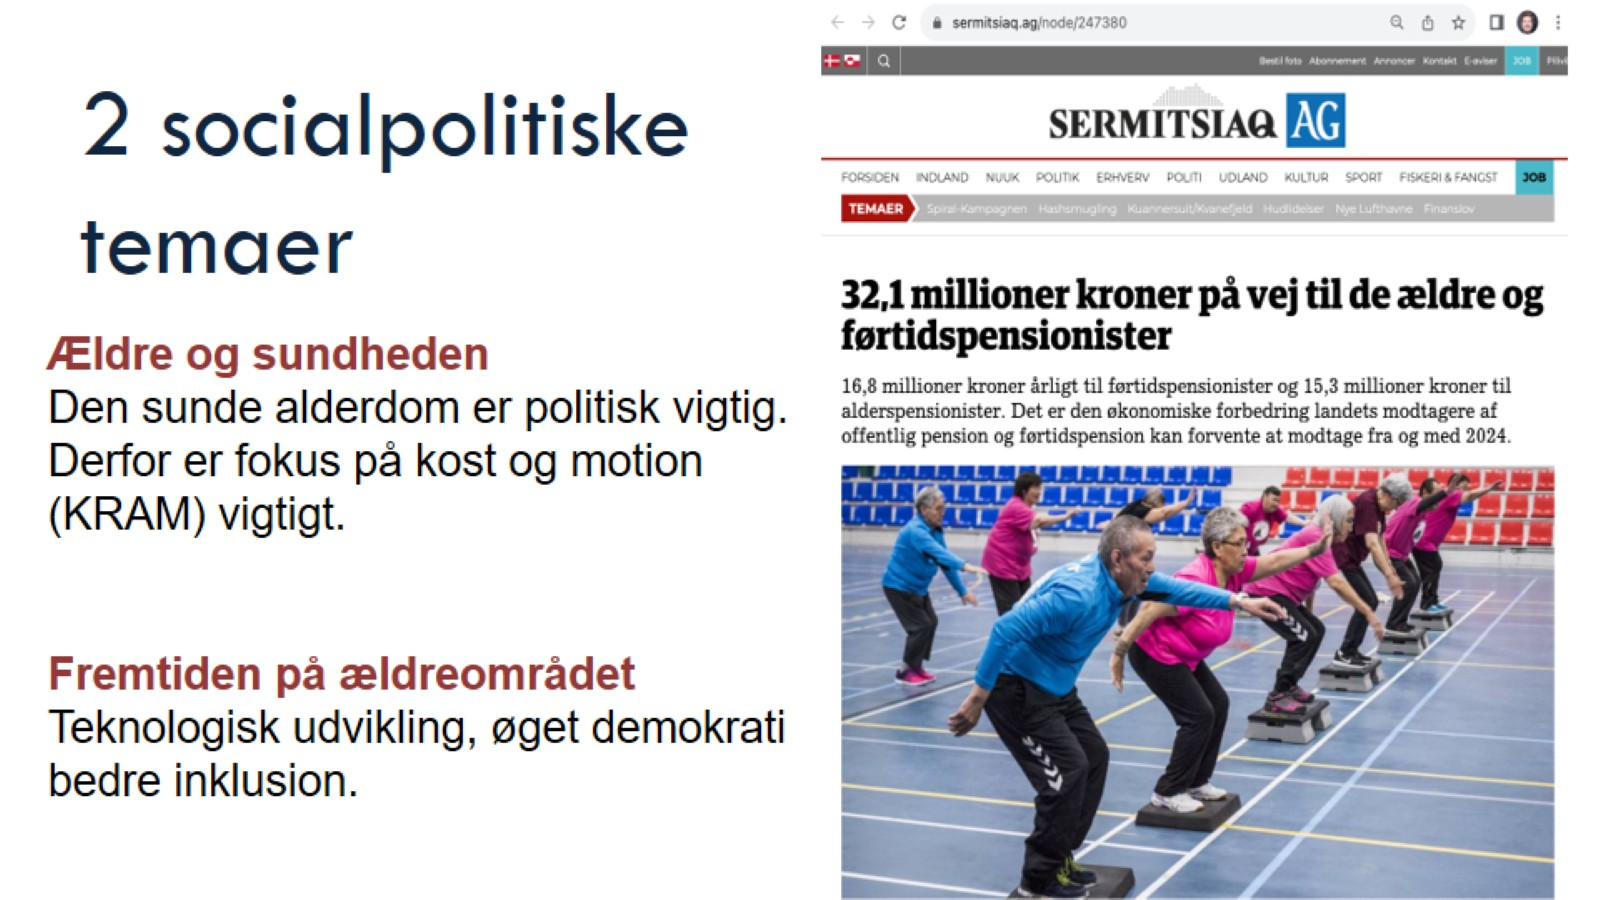 2 socialpolitiske
temaer
Ældre og sundheden
Den sunde alderdom er politisk vigtig.
Derfor er fokus på kost og motion
(KRAM) vigtigt.
Fremtiden på ældreområdet
Teknologisk udvikling, øget demokrati
bedre inklusion.
sermitsiaq.ag/node/247380
Bestil foto Abonnement Annoncer Kontakt E-aviser JOB
SERMITSIAQ AG
FORSIDEN INDLAND NUUK POLITIK ERHVERV POLITI UDLAND KULTUR SPORT FISKERI & FANGST JOB
TEMAER Spiral-Kampagnen Hashsmugling Kuannersuit/Kvanefjeld Hudlidelser Nye Lufthavne Finanslov
32,1 millioner kroner på vej til de ældre og
førtidspensionister
16,8 millioner kroner årligt til førtidspensionister og 15,3 millioner kroner til
alderspensionister. Det er den økonomiske forbedring landets modtagere af
offentlig pension og førtidspension kan forvente at modtage fra og med 2024.